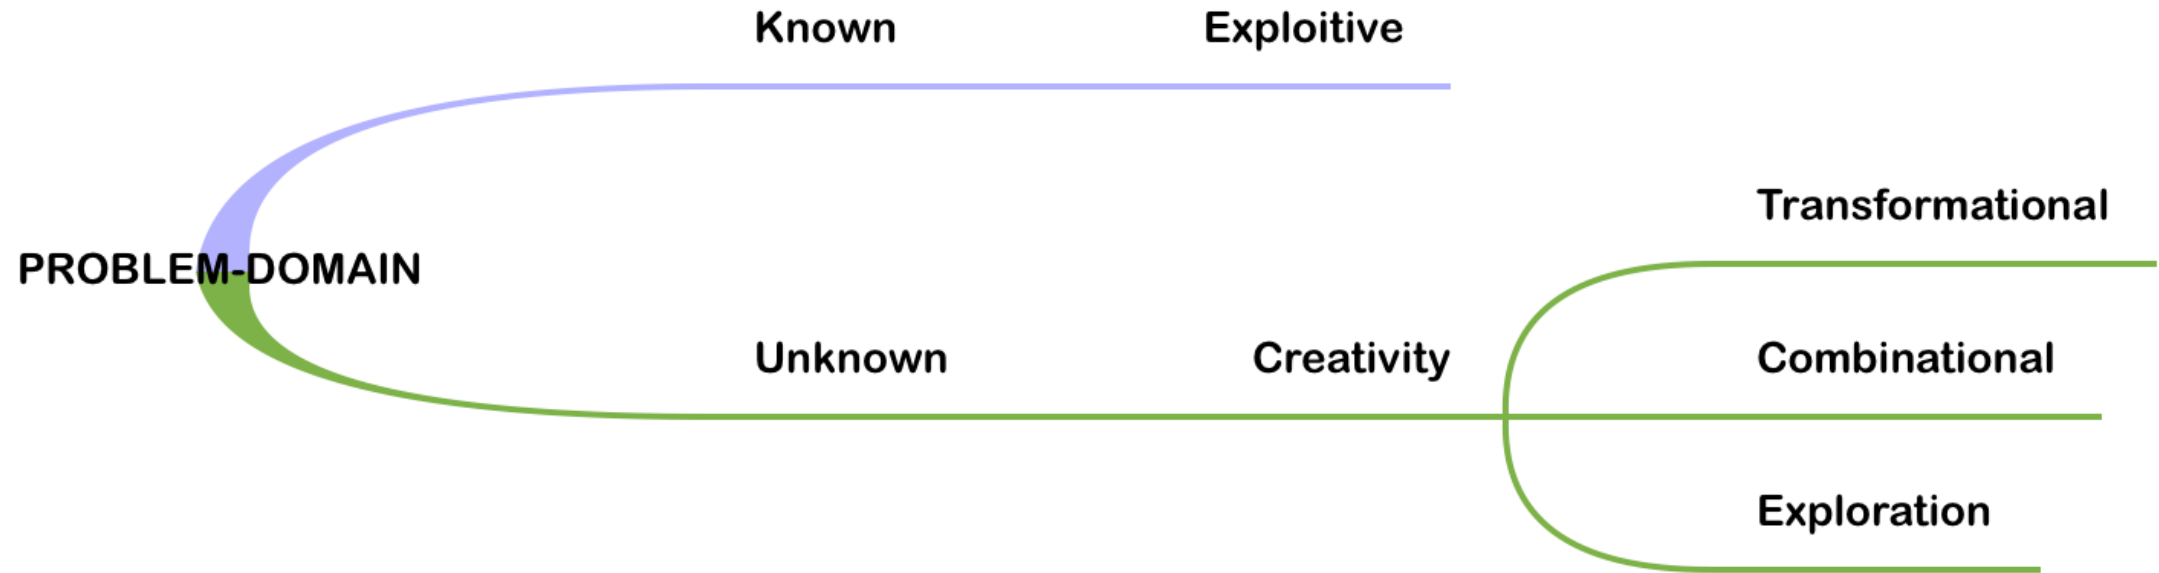 Known
Exploitive
Transformational
PROBLEM-DOMAIN
Unknown
Creativity
Combinational
Exploration